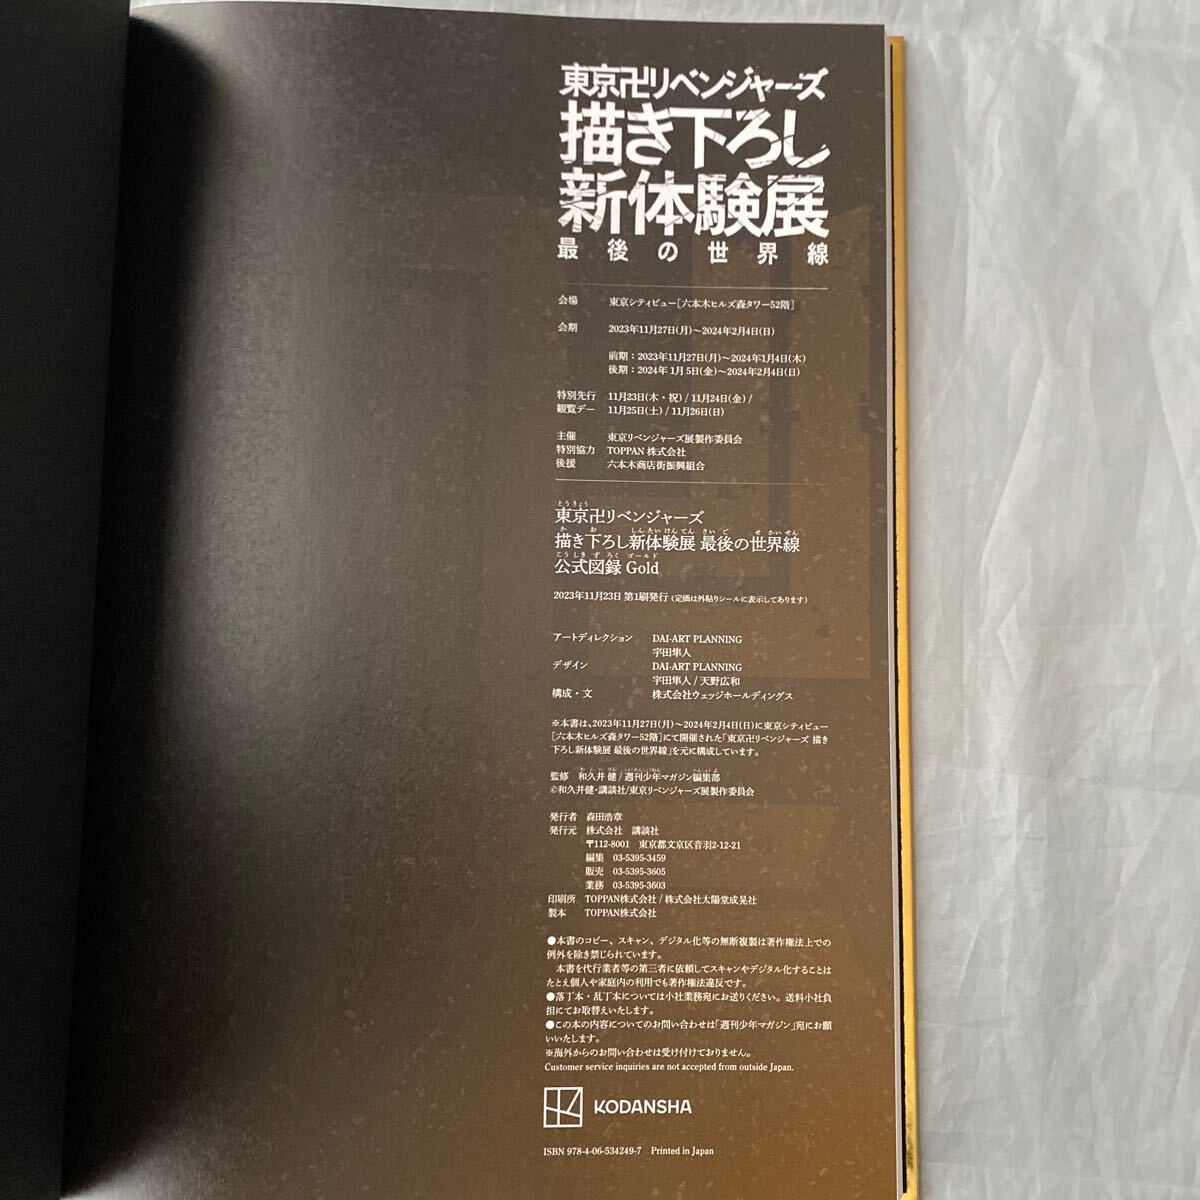 東京卍リベンジャーズ
描き下ろし
新体験展
最後の世界線
会場 東京シティビュー[六本木ヒルズ森タワー52階]
会期 2023年11月27日(月)～2024年2月4日(日)
前期：2023年11月27日(月)～2024年1月4日(木)
後期：2024年1月5日(金)～2024年2月4日(日)
特別先行 11月23日(木・祝) / 11月24日(金) /
観覧デー 11月25日(土) / 11月26日(日)
主催 東京リベンジャーズ展製作委員会
特別協力 TOPPAN 株式会社
後援 六本木商店街振興組合
とうきょう
東京卍リベンジャーズ
か お しんたいけんてん さいご せかいせん
描き下ろし新体験展 最後の世界線
こうしきずろく ゴールド
公式図録 Gold
2023年11月23日 第1刷発行 (定価は外貼りシールに表示してあります)
アートディレクション DAI-ART PLANNING
宇田隼人
デザイン DAI-ART PLANNING
宇田隼人 / 天野広和
構成・文 株式会社ウェッジホールディングス
※本書は、2023年11月27日(月)～2024年2月4日(日)に東京シティビュー
[六本木ヒルズ森タワー52階]にて開催された「東京卍リベンジャーズ 描き
下ろし新体験展 最後の世界線」を元に構成しています。
監修 和久井 健 / 週刊少年マガジン編集部
©和久井健・講談社/東京リベンジャーズ展製作委員会
発行者 森田浩章
発行元 株式会社 講談社
〒112-8001 東京都文京区音羽2-12-21
編集 03-5395-3459
販売 03-5395-3605
業務 03-5395-3603
印刷所 TOPPAN株式会社 / 株式会社太陽堂成晃社
製本 TOPPAN株式会社
●本書のコピー、スキャン、デジタル化等の無断複製は著作権法上での
例外を除き禁じられています。
本書を代行業者等の第三者に依頼してスキャンやデジタル化することは
たとえ個人や家庭内の利用でも著作権法違反です。
●落丁本・乱丁本については小社業務宛にお送りください。送料小社負
担にてお取替えいたします。
●この本の内容についてのお問い合わせは「週刊少年マガジン」宛にお願
いいたします。
※海外からのお問い合わせは受け付けておりません。
Customer service inquiries are not accepted from outside Japan.
KODANSHA
ISBN 978-4-06-534249-7 Printed in Japan